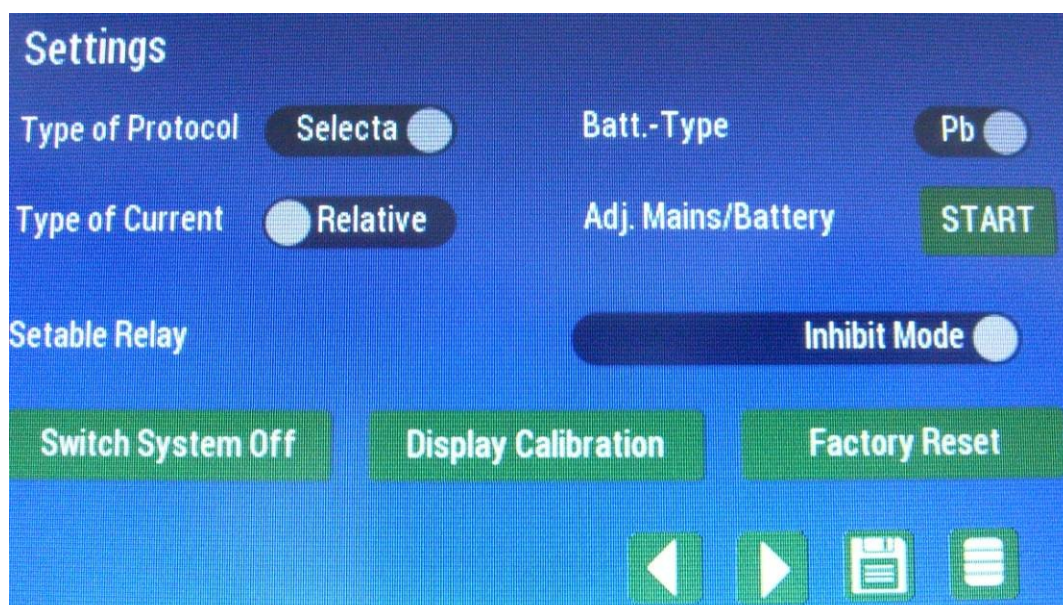 Settings
Type of Protocol Selecta Batt.-Type Pb
Type of Current Relative Adj. Mains/Battery START
Setable Relay Inhibit Mode
Switch System Off Display Calibration Factory Reset